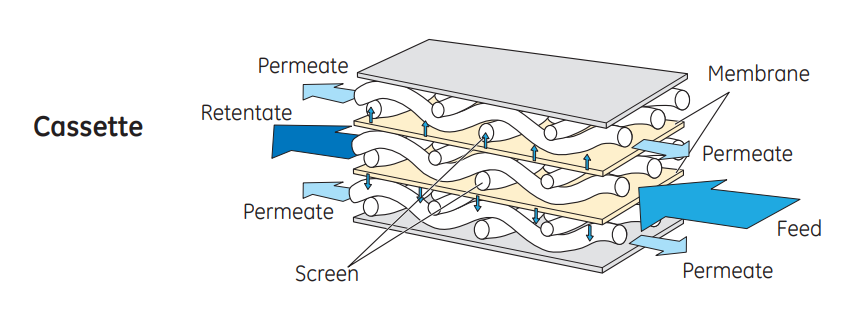 Permeate
Membrane
Retentate
Cassette
Permeate
Permeate
Feed
Screen
Permeate